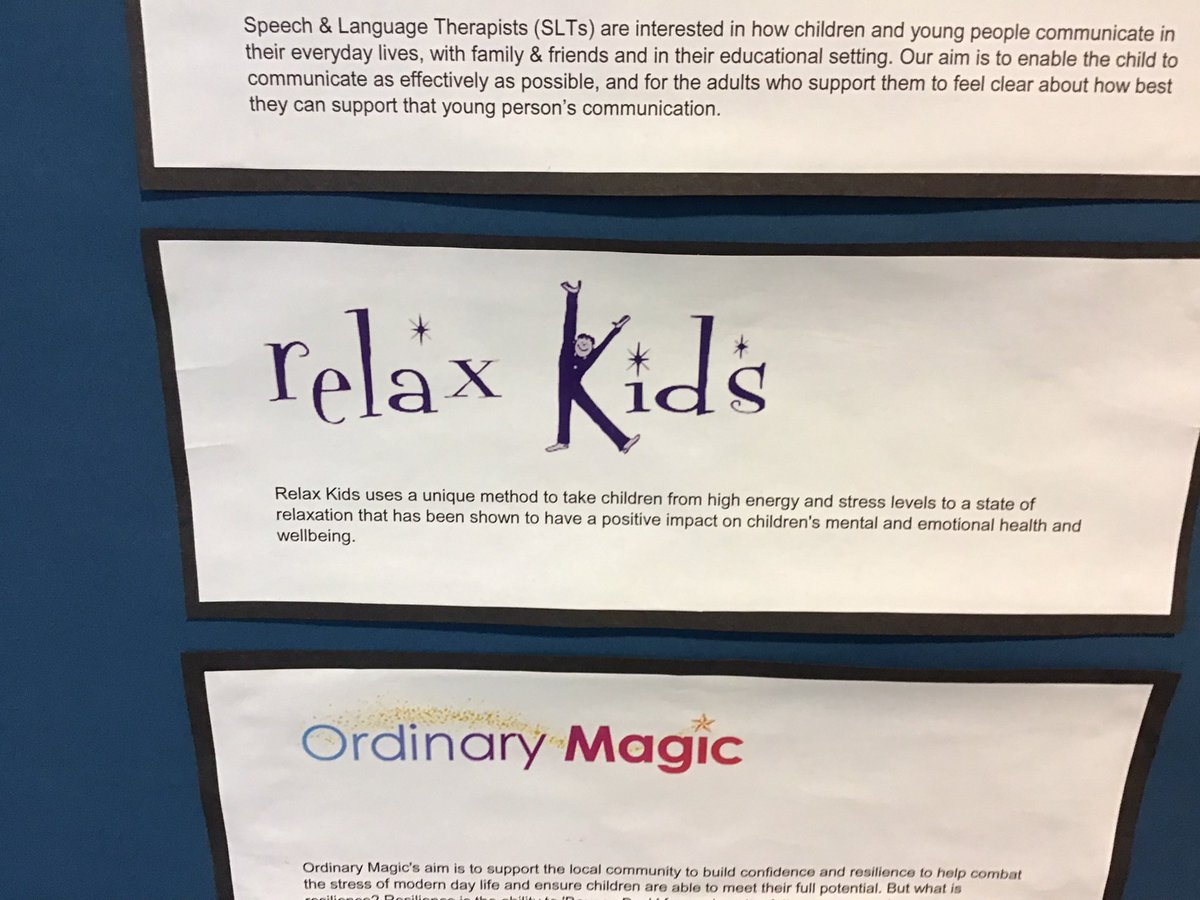 Speech & Language Therapists (SLTs) are interested in how children and young people communicate in
their everyday lives, with family & friends and in their educational setting. Our aim is to enable the child to
communicate as effectively as possible, and for the adults who support them to feel clear about how best
they can support that young person's communication.
relax Kids
Relax Kids uses a unique method to take children from high energy and stress levels to a state of
relaxation that has been shown to have a positive impact on children's mental and emotional health and
wellbeing.
Ordinary Magic
Ordinary Magic's aim is to support the local community to build confidence and resilience to help combat
the stress of modern day life and ensure children are able to meet their full potential. But what is
resilience? Resilience is the ability to